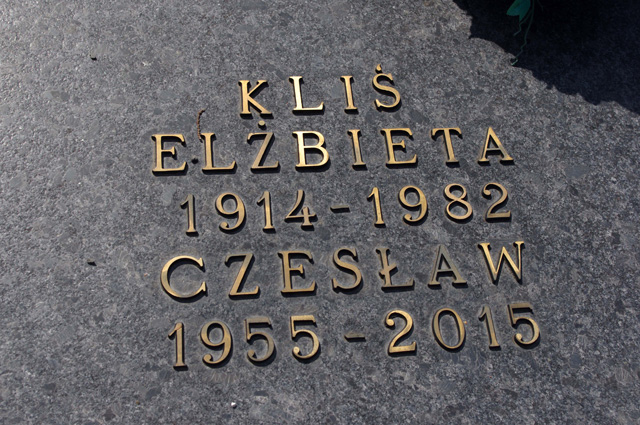 KLIŚ
ELŻBIETA
1914-1982
CZESŁAW
1955-2015